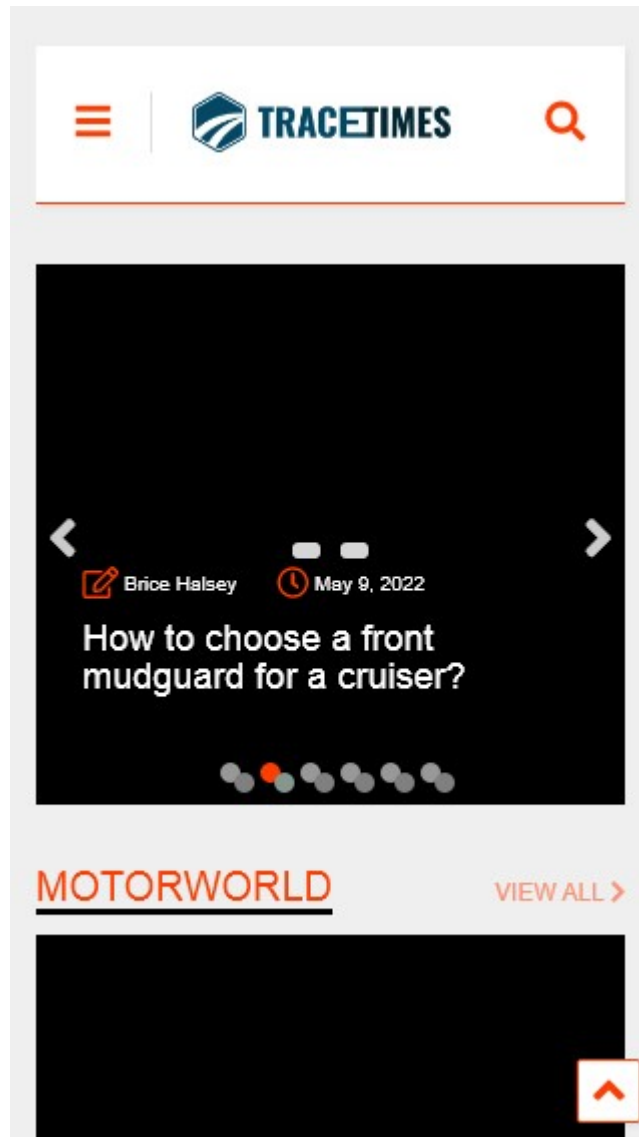 TRACETIMES
Brice Halsey May 9, 2022
How to choose a front
mudguard for a cruiser?
MOTORWORLD VIEW ALL